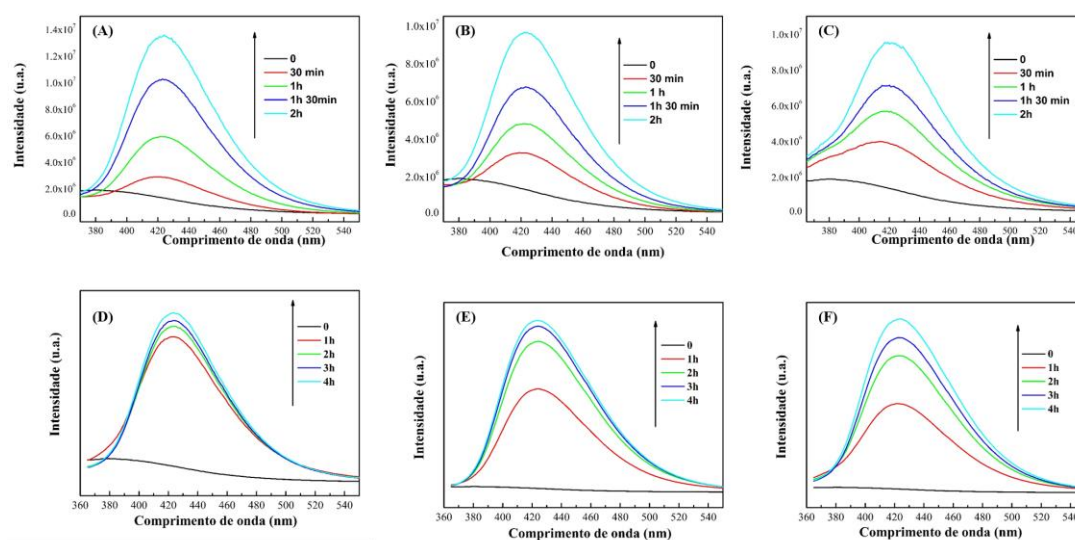 (A)
Intensidade (u.a.)
1.4x10⁷
1.2x10⁷
1.0x10⁷
8.0x10⁶
6.0x10⁶
4.0x10⁶
2.0x10⁶
0.0
0
30 min
1h
1h 30min
2h
380 400 420 440 460 480 500 520 540
Comprimento de onda (nm)
(B)
Intensidade (u.a.)
1.0x10⁷
8.0x10⁶
6.0x10⁶
4.0x10⁶
2.0x10⁶
0.0
0
30 min
1 h
1h 30 min
2h
380 400 420 440 460 480 500 520 540
Comprimento de onda (nm)
(C)
Intensidade (u.a.)
1.0x10⁷
8.0x10⁶
6.0x10⁶
4.0x10⁶
2.0x10⁶
0.0
0
30 min
1 h
1h 30 min
2h
380 400 420 440 460 480 500 520 540
Comprimento de onda (nm)
(D)
Intensidade (u.a.)
0
1h
2h
3h
4h
360 380 400 420 440 460 480 500 520 540
Comprimento de onda (nm)
(E)
Intensidade (u.a.)
0
1h
2h
3h
4h
360 380 400 420 440 460 480 500 520 540
Comprimento de onda (nm)
(F)
Intensidade (u.a.)
0
1h
2h
3h
4h
360 380 400 420 440 460 480 500 520 540
Comprimento de onda (nm)